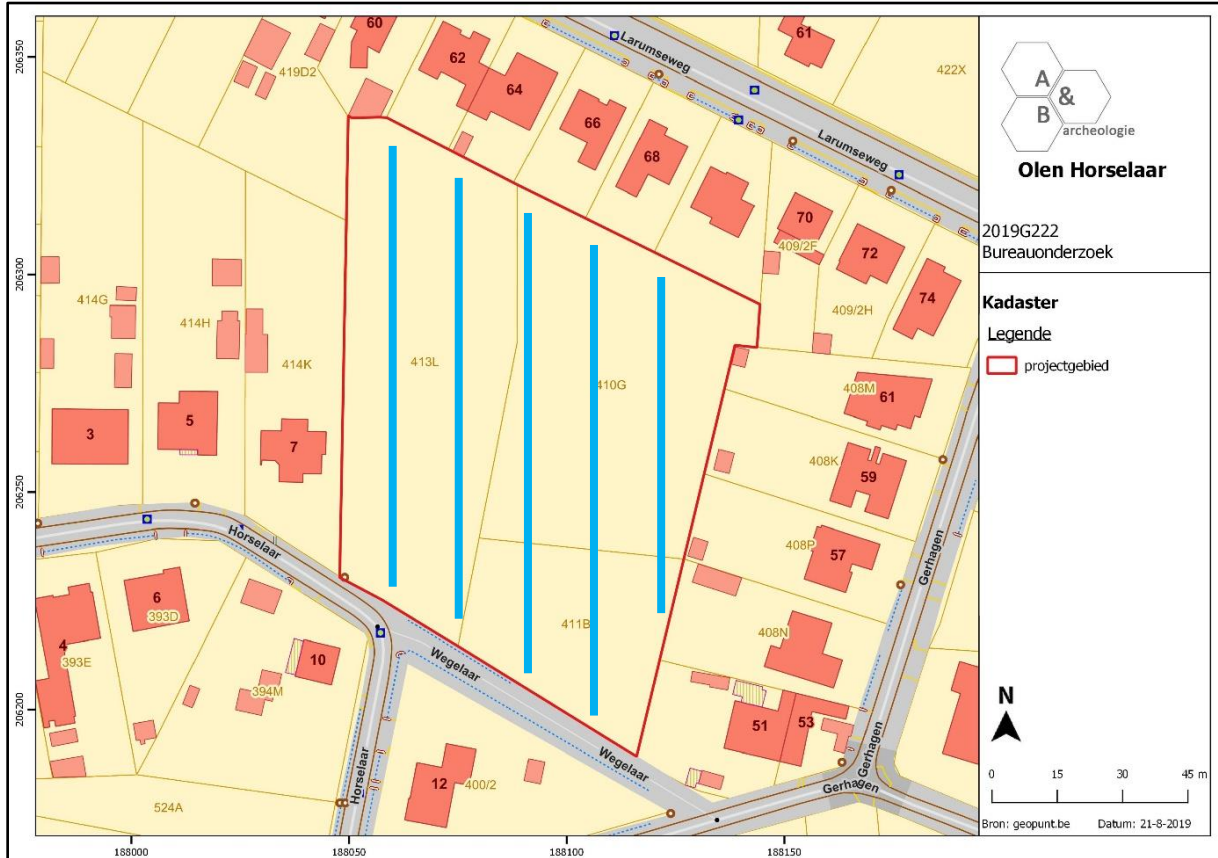 60
61
62
64
66
68
70
72
74
Larumseweg
Larumseweg
419D2
422X
409/2F
409/2H
414G
414H
414K
413L
410G
3
5
7
408M
61
408K
59
408P
57
408N
51
53
411B
Horselaar
Wegelaar
Wegelaar
Horselaar
Gerhagen
Gerhagen
Gerhagen
6
393D
4
393E
10
394M
12
400/2
524A
206350
206300
206250
206200
188000
188050
188100
188150
A
&
B
archeologie
Olen Horselaar
2019G222
Bureauonderzoek
Kadaster
Legende
projectgebied
N
0 15 30 45 m
Bron: geopunt.be Datum: 21-8-2019